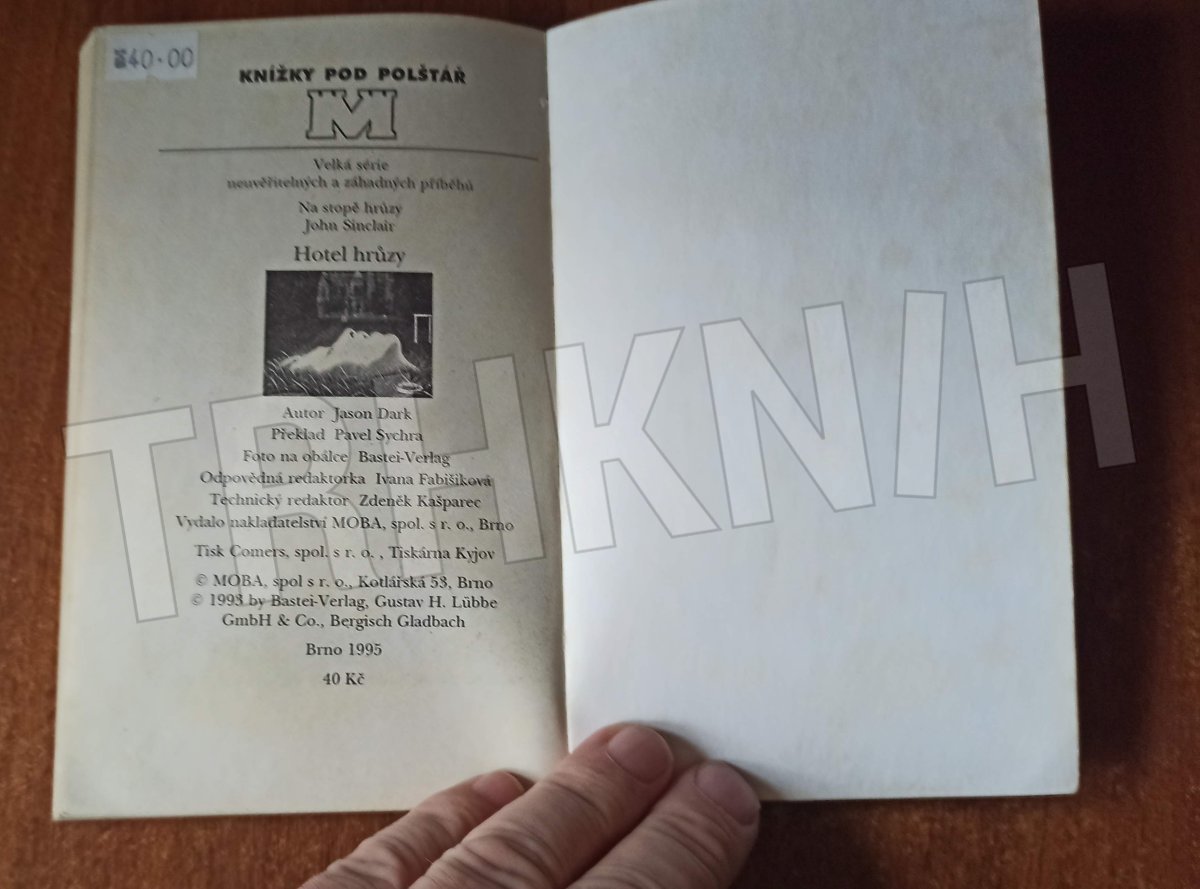 40.00
KNÍŽKY POD POLŠTÁŘ
M
Velká série
neuvěřitelných a záhadných příběhů
Na stopě hrůzy
John Sinclair
Hotel hrůzy
Autor Jason Dark
Překlad Pavel Sychra
Foto na obálce Bastei-Verlag
Odpovědná redaktorka Ivana Fabišiková
Technický redaktor Zdeněk Kašparec
Vydalo nakladatelství MOBA, spol. s r. o., Brno
Tisk Comers, spol. s r. o. , Tiskárna Kyjov
© MOBA, spol s r. o., Kotlářská 53, Brno
© 1993 by Bastei-Verlag, Gustav H. Lübbe
GmbH & Co., Bergisch Gladbach
Brno 1995
40 Kč
TRHKNIH